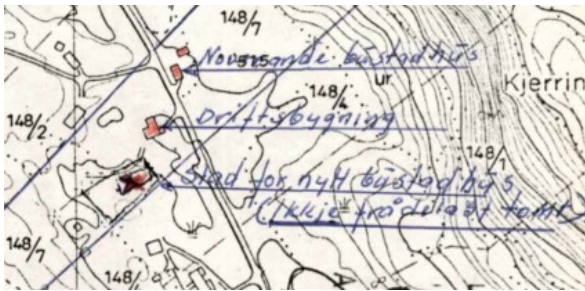 148/7
Noverande bustadhus
515
148/4
ur
Kjerrin
Driftsbygning
148/2
148/1
Stad for nytt bustadhus
(Ikkje frå tomt
148/7
148/